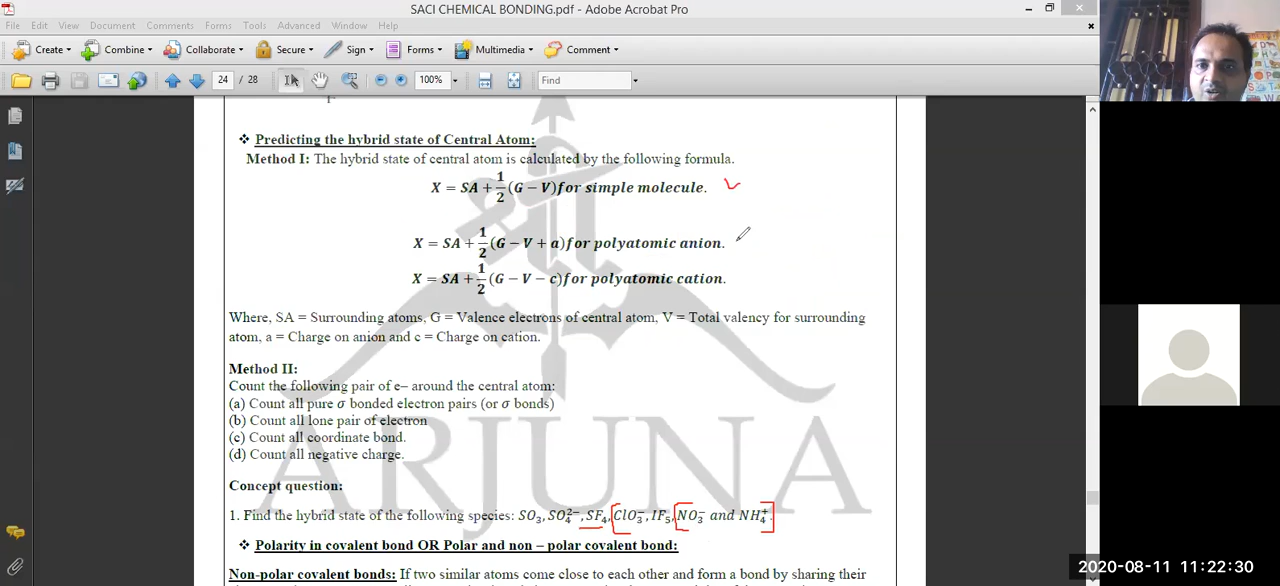 SACI CHEMICAL BONDING.pdf - Adobe Acrobat Pro
File Edit View Document Comments Forms Tools Advanced Window Help
Create Combine Collaborate Secure Sign Forms Multimedia Comment
24 / 28 100% Find
❖ Predicting the hybrid state of Central Atom:
Method I: The hybrid state of central atom is calculated by the following formula.
X = SA + 1/2 (G − V) for simple molecule.
X = SA + 1/2 (G − V + a) for polyatomic anion.
X = SA + 1/2 (G − V − c) for polyatomic cation.
Where, SA = Surrounding atoms, G = Valence electrons of central atom, V = Total valency for surrounding
atom, a = Charge on anion and c = Charge on cation.
Method II:
Count the following pair of e– around the central atom:
(a) Count all pure σ bonded electron pairs (or σ bonds)
(b) Count all lone pair of electron
(c) Count all coordinate bond.
(d) Count all negative charge.
ARJUNA
Concept question:
1. Find the hybrid state of the following species: SO₃, SO₄²⁻, SF₄, ClO₃⁻, IF₅, NO₃⁻ and NH₄⁺.
❖ Polarity in covalent bond OR Polar and non – polar covalent bond:
Non-polar covalent bonds: If two similar atoms come close to each other and form a bond by sharing their
2020-08-11 11:22:30